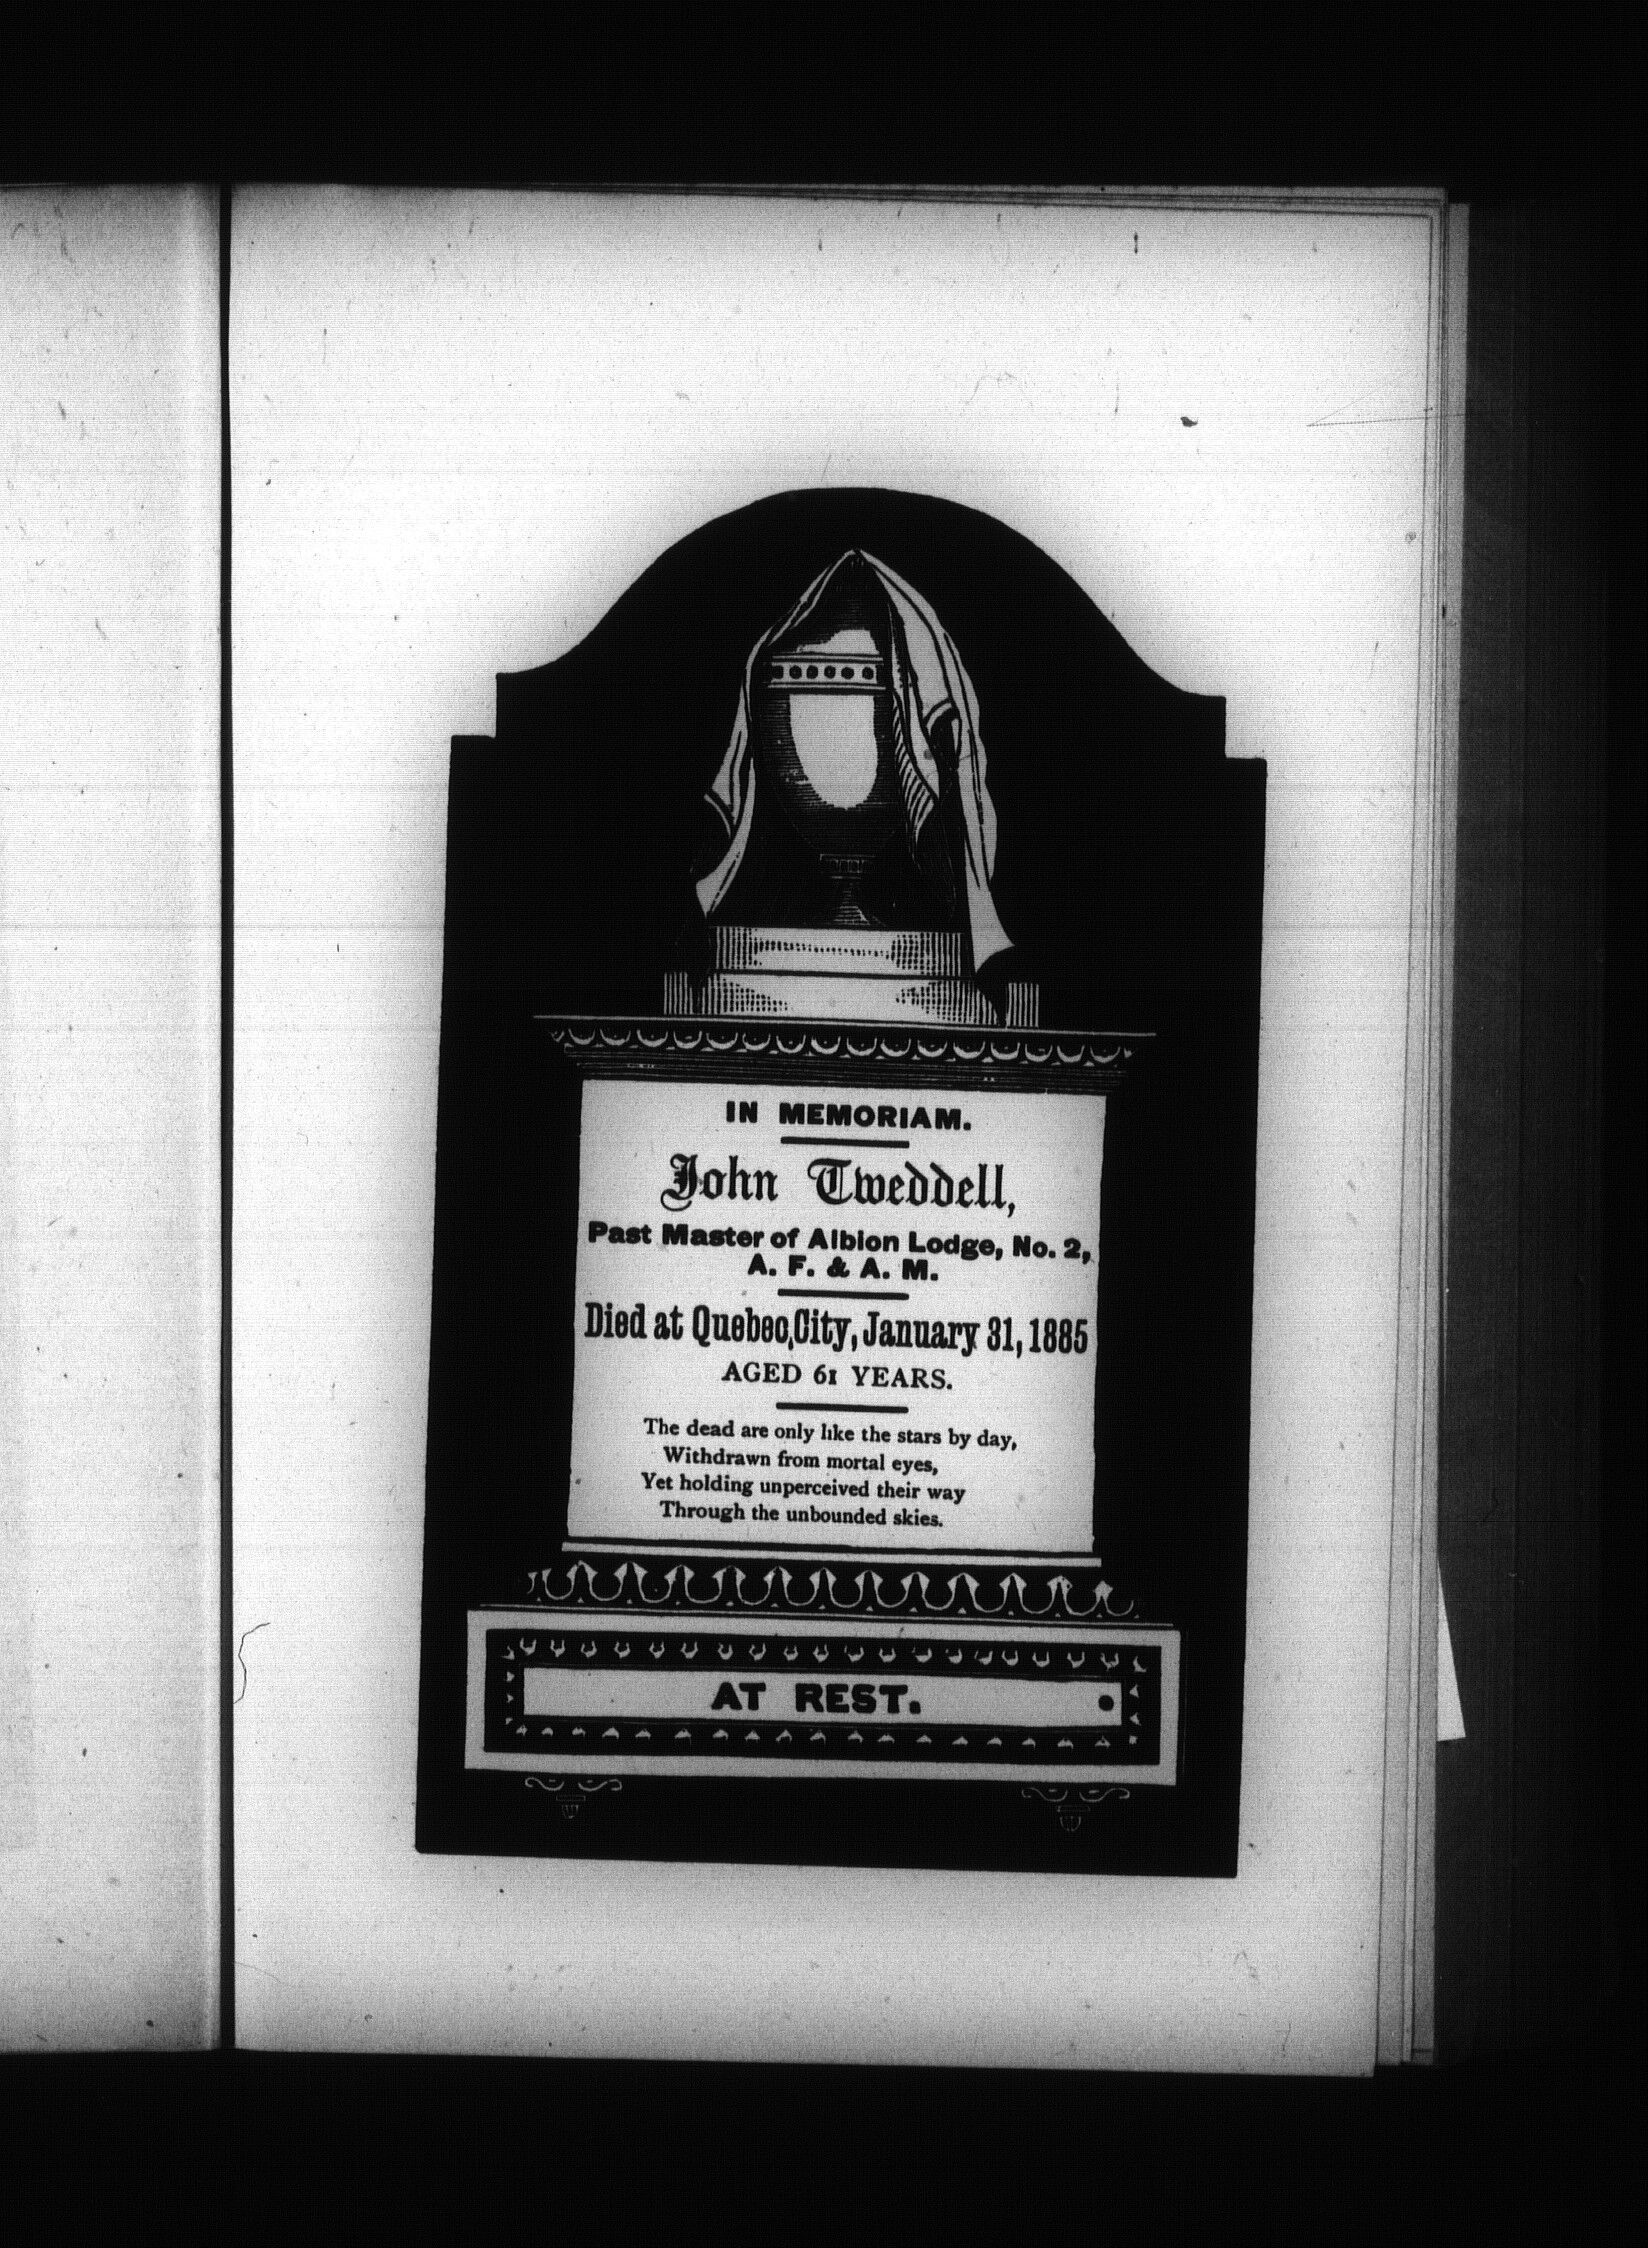 IN MEMORIAM.
John Tweddell,
Past Master of Albion Lodge, No. 2,
A. F. & A. M.
Died at Quebec, City, January 31, 1885
AGED 61 YEARS.
The dead are only like the stars by day,
Withdrawn from mortal eyes,
Yet holding unperceived their way
Through the unbounded skies.
AT REST.